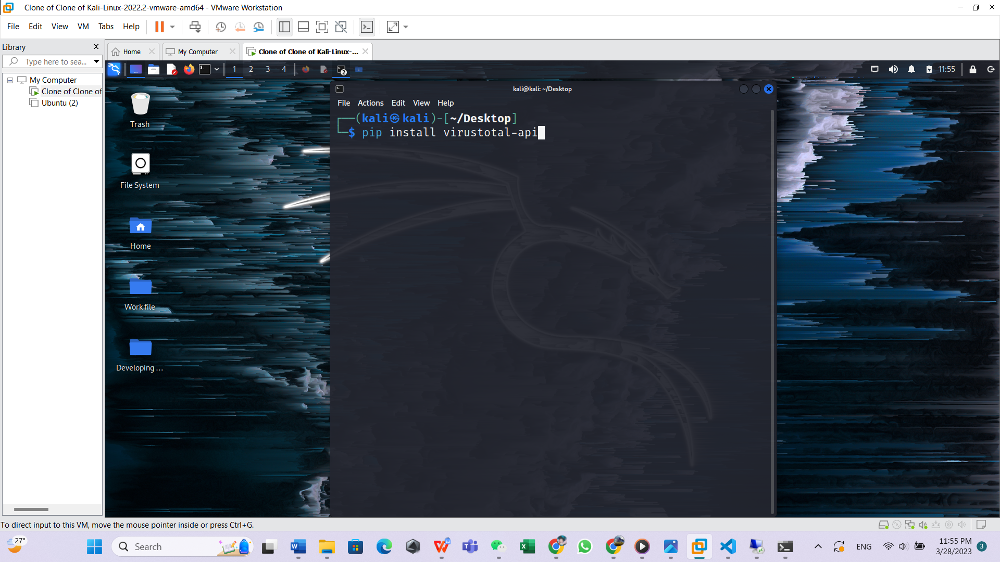 Clone of Clone of Kali-Linux-2022.2-vmware-amd64 - VMware Workstation
File Edit View VM Tabs Help
Library
Home
My Computer
Clone of Clone of Kali-Linux-...
Type here to sea...
1 2 3 4
2
11:55
My Computer
Clone of Clone of
Ubuntu (2)
kali@kali: ~/Desktop
File Actions Edit View Help
┌──(kali㉿kali)-[~/Desktop]
└─$ pip install virustotal-api
Trash
File System
Home
Work file
Developing ...
To direct input to this VM, move the mouse pointer inside or press Ctrl+G.
27°
Search
ENG
11:55 PM
3/28/2023
3